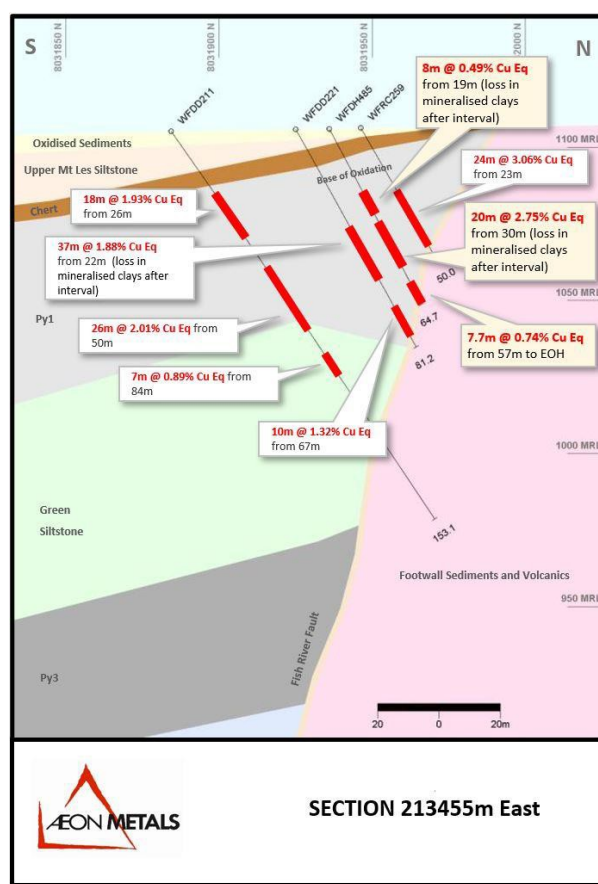 S
8031850 N
8031900
8031950
2000 N
N
WFDD211
WFDD221
WFDH485
WFRC259
8m @ 0.49% Cu Eq
from 19m (loss in
mineralised clays
after interval)
Oxidised Sediments
1100 MRL
Upper Mt Les Siltstone
Base of Oxidation
24m @ 3.06% Cu Eq
from 23m
18m @ 1.93% Cu Eq
from 26m
Chert
20m @ 2.75% Cu Eq
from 30m (loss in
mineralised clays
after interval)
37m @ 1.88% Cu Eq
from 22m (loss in
mineralised clays after
interval)
50.0
1050 MRL
Py1
64.7
26m @ 2.01% Cu Eq from
50m
7.7m @ 0.74% Cu Eq
from 57m to EOH
81.2
7m @ 0.89% Cu Eq from
84m
10m @ 1.32% Cu Eq
from 67m
1000 MRL
Green
Siltstone
153.1
Footwall Sediments and Volcanics
950 MRL
Fish River Fault
Py3
20 0 20m
ÆON METALS
SECTION 213455m East